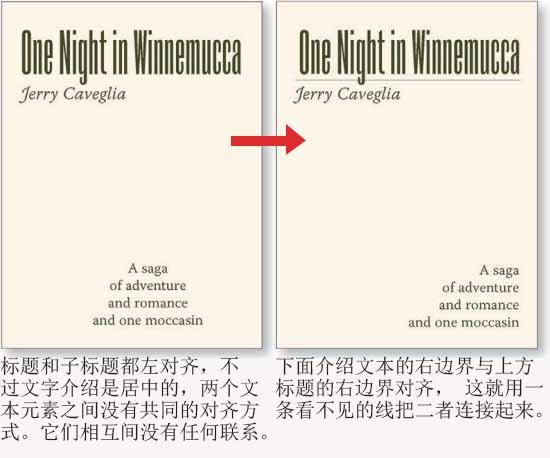 One Night in Winnemucca
Jerry Caveglia
A saga
of adventure
and romance
and one moccasin
标题和子标题都左对齐，不
过文字介绍是居中的，两个文
本元素之间没有共同的对齐方
式。它们相互间没有任何联系。
One Night in Winnemucca
Jerry Caveglia
A saga
of adventure
and romance
and one moccasin
下面介绍文本的右边界与上方
标题的右边界对齐， 这就用一
条看不见的线把二者连接起来。